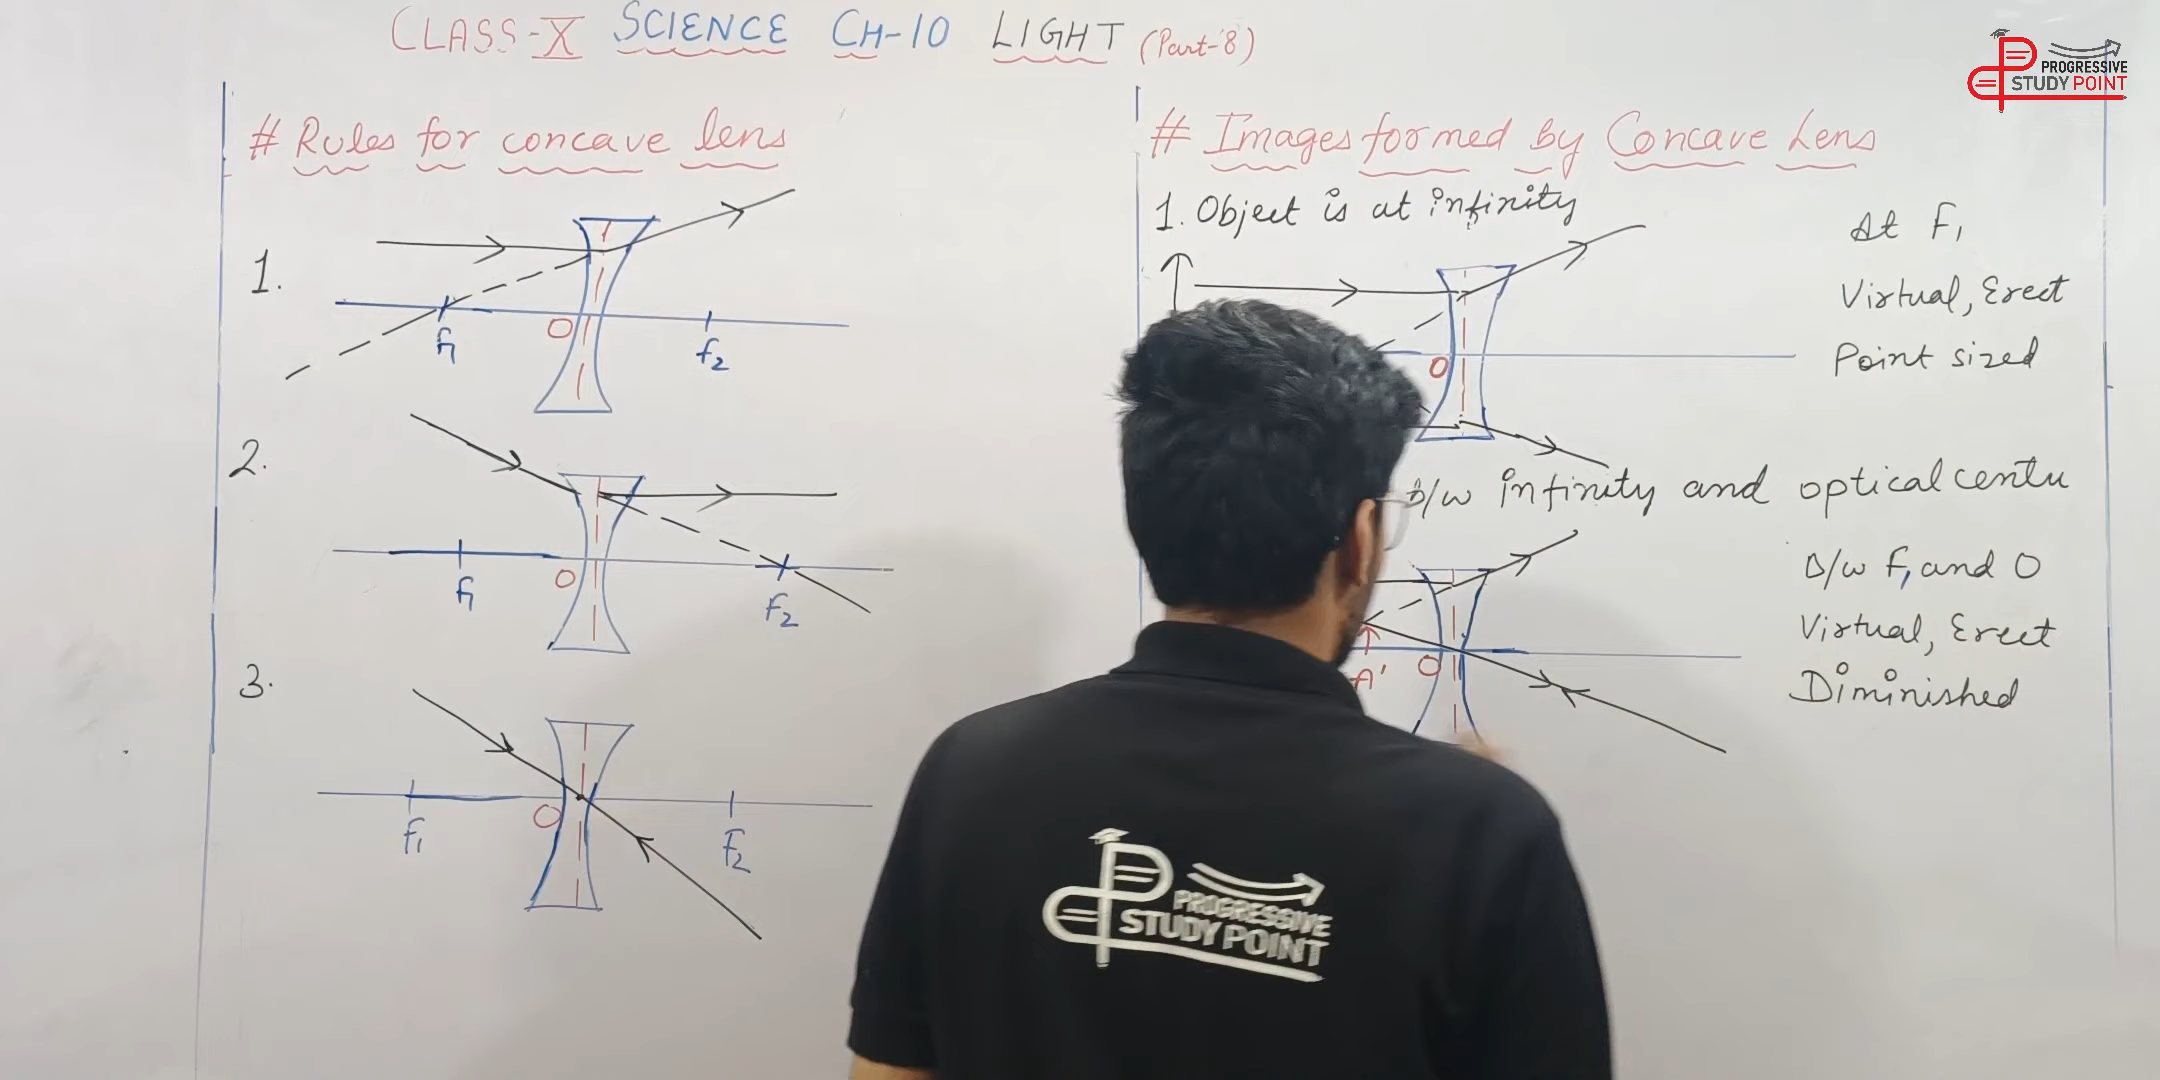 CLASS-X SCIENCE CH-10 LIGHT (Part-8)
PROGRESSIVE
STUDY POINT
# Rules for concave lens
1.
O
F1
F2
2.
O
F1
F2
3.
O
F1
F2
# Images formed by Concave Lens
1. Object is at infinity
At F1
Virtual, Erect
Point sized
O
B/w infinity and optical
B/w F1 and O
Virtual, Erect
Diminished
A'
O
PROGRESSIVE
STUDY POINT